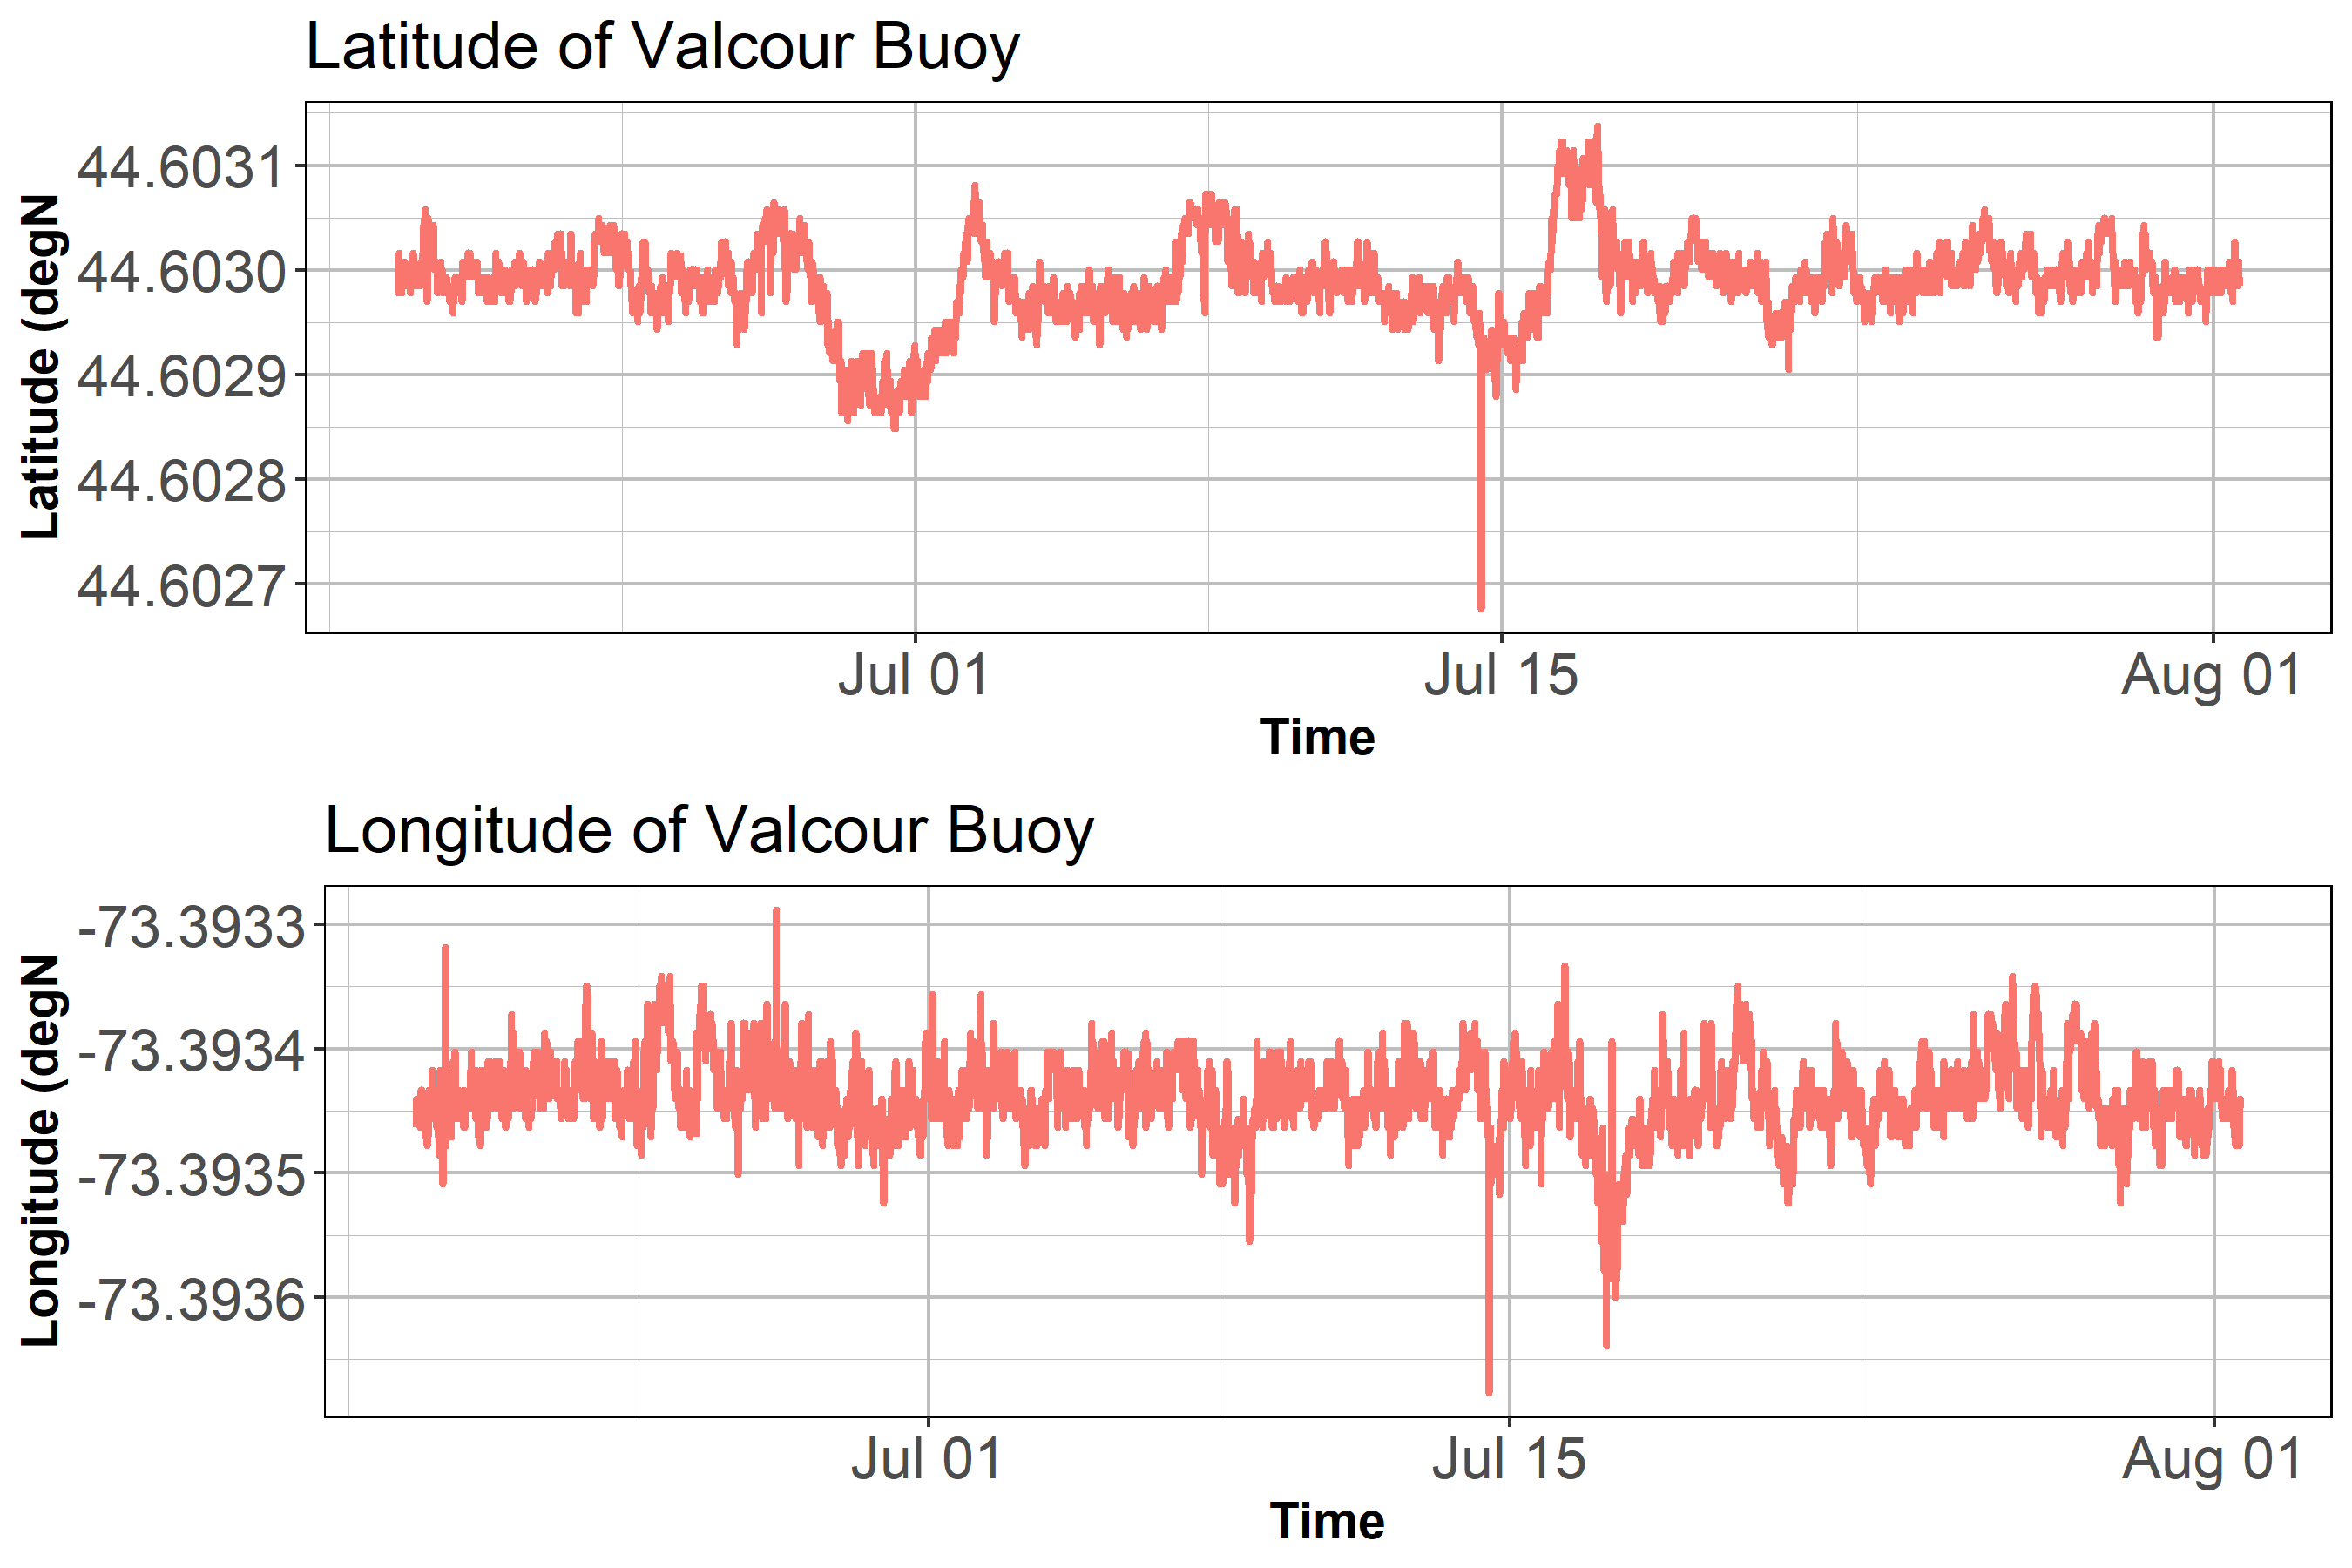 Latitude of Valcour Buoy
Latitude (degN
44.6031
44.6030
44.6029
44.6028
44.6027
Jul 01
Jul 15
Aug 01
Time
Longitude of Valcour Buoy
Longitude (degN
-73.3933
-73.3934
-73.3935
-73.3936
Jul 01
Jul 15
Aug 01
Time